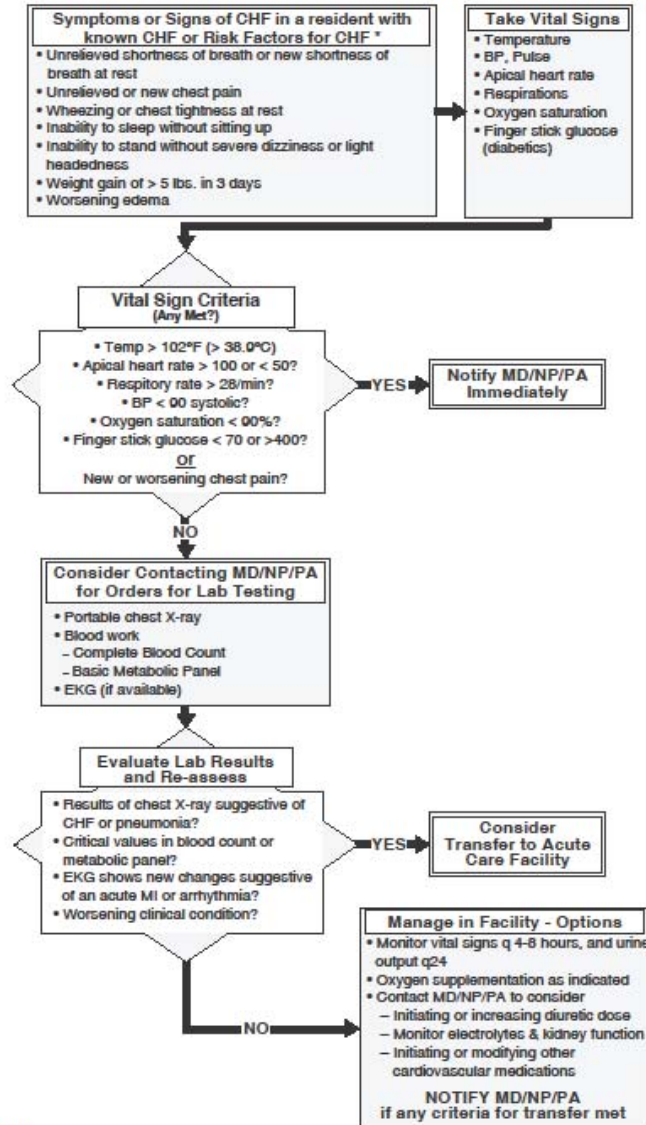 Symptoms or Signs of CHF in a resident with
known CHF or Risk Factors for CHF *
• Unrelieved shortness of breath or new shortness of
breath at rest
• Unrelieved or new chest pain
• Wheezing or chest tightness at rest
• Inability to sleep without sitting up
• Inability to stand without severe dizziness or light
headedness
• Weight gain of > 5 lbs. in 3 days
• Worsening edema
Take Vital Signs
• Temperature
• BP, Pulse
• Apical heart rate
• Respirations
• Oxygen saturation
• Finger stick glucose
(diabetics)
Vital Sign Criteria
(Any Met?)
• Temp > 102°F (> 38.9°C)
• Apical heart rate > 100 or < 50?
• Respitory rate > 28/min?
• BP < 90 systolic?
• Oxygen saturation < 90%?
• Finger stick glucose < 70 or >400?
or
New or worsening chest pain?
YES
Notify MD/NP/PA
Immediately
NO
Consider Contacting MD/NP/PA
for Orders for Lab Testing
• Portable chest X-ray
• Blood work
– Complete Blood Count
– Basic Metabolic Panel
• EKG (if available)
Evaluate Lab Results
and Re-assess
• Results of chest X-ray suggestive of
CHF or pneumonia?
• Critical values in blood count or
metabolic panel?
• EKG shows new changes suggestive
of an acute MI or arrhythmia?
• Worsening clinical condition?
YES
Consider
Transfer to Acute
Care Facility
NO
Manage in Facility - Options
• Monitor vital signs q 4-8 hours, and urine
output q24
• Oxygen supplementation as indicated
• Contact MD/NP/PA to consider
– Initiating or increasing diuretic dose
– Monitor electrolytes & kidney function
– Initiating or modifying other
cardiovascular medications
NOTIFY MD/NP/PA
if any criteria for transfer met